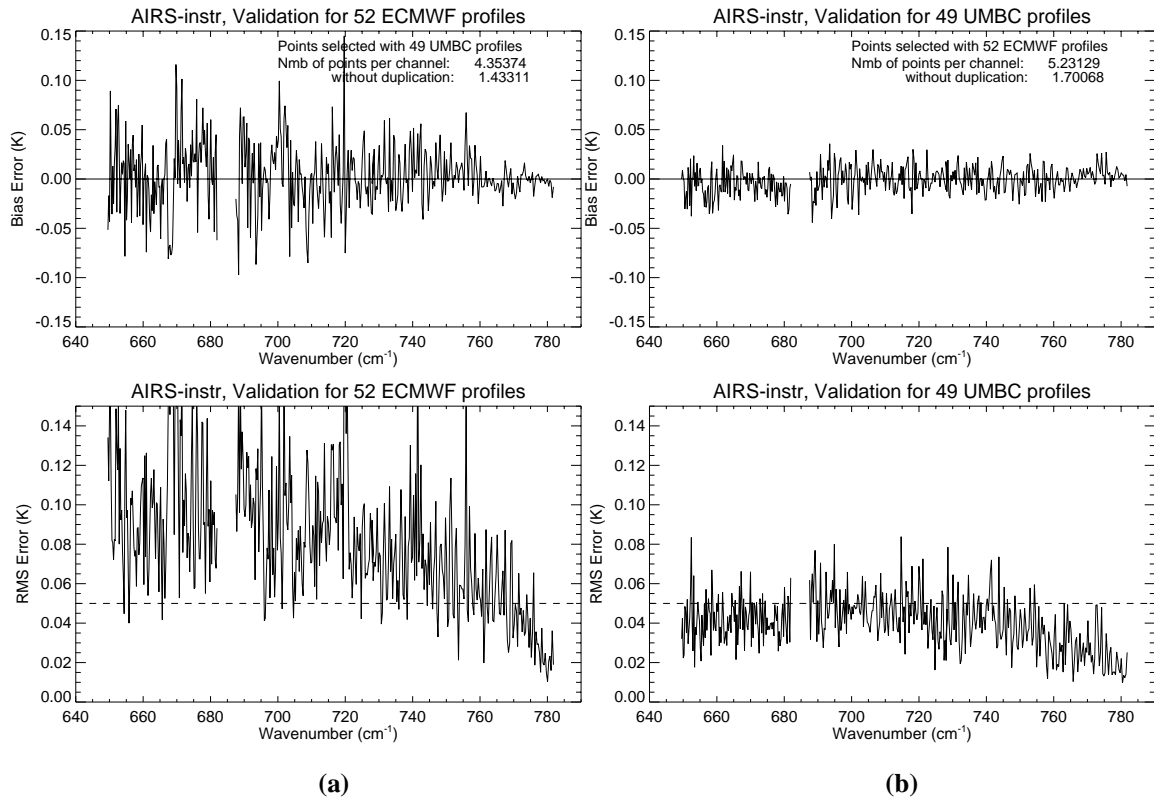 AIRS-instr, Validation for 52 ECMWF profiles
Points selected with 49 UMBC profiles
Nmb of points per channel: 4.35374
without duplication: 1.43311
0.15
0.10
0.05
0.00
-0.05
-0.10
-0.15
Bias Error (K)
640 660 680 700 720 740 760 780
Wavenumber (cm-1)
AIRS-instr, Validation for 49 UMBC profiles
Points selected with 52 ECMWF profiles
Nmb of points per channel: 5.23129
without duplication: 1.70068
0.15
0.10
0.05
0.00
-0.05
-0.10
-0.15
Bias Error (K)
640 660 680 700 720 740 760 780
Wavenumber (cm-1)
AIRS-instr, Validation for 52 ECMWF profiles
0.14
0.12
0.10
0.08
0.06
0.04
0.02
0.00
RMS Error (K)
640 660 680 700 720 740 760 780
Wavenumber (cm-1)
AIRS-instr, Validation for 49 UMBC profiles
0.14
0.12
0.10
0.08
0.06
0.04
0.02
0.00
RMS Error (K)
640 660 680 700 720 740 760 780
Wavenumber (cm-1)
(a)
(b)